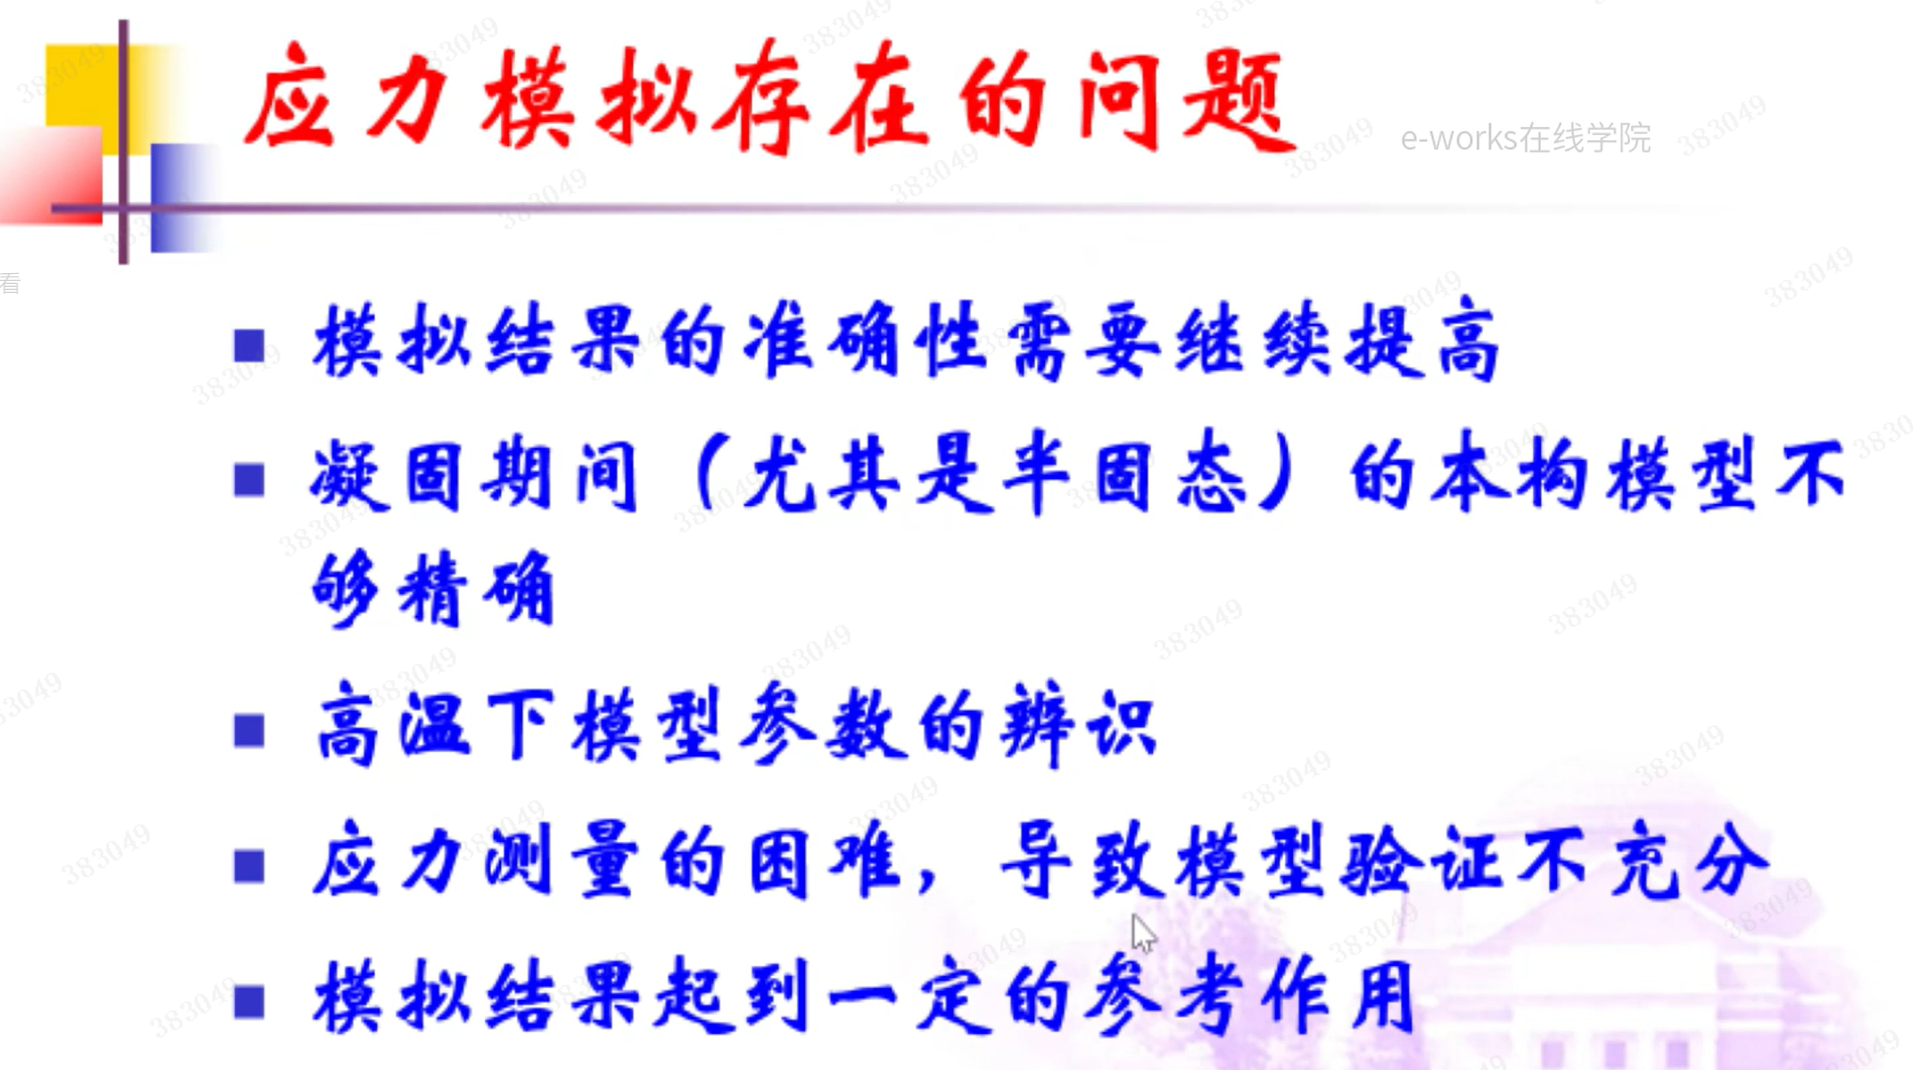 应力模拟存在的问题
e-works在线学院
看
模拟结果的准确性需要继续提高
凝固期间（尤其是半固态）的本构模型不
够精确
高温下模型参数的辨识
应力测量的困难，导致模型验证不充分
模拟结果起到一定的参考作用
383049